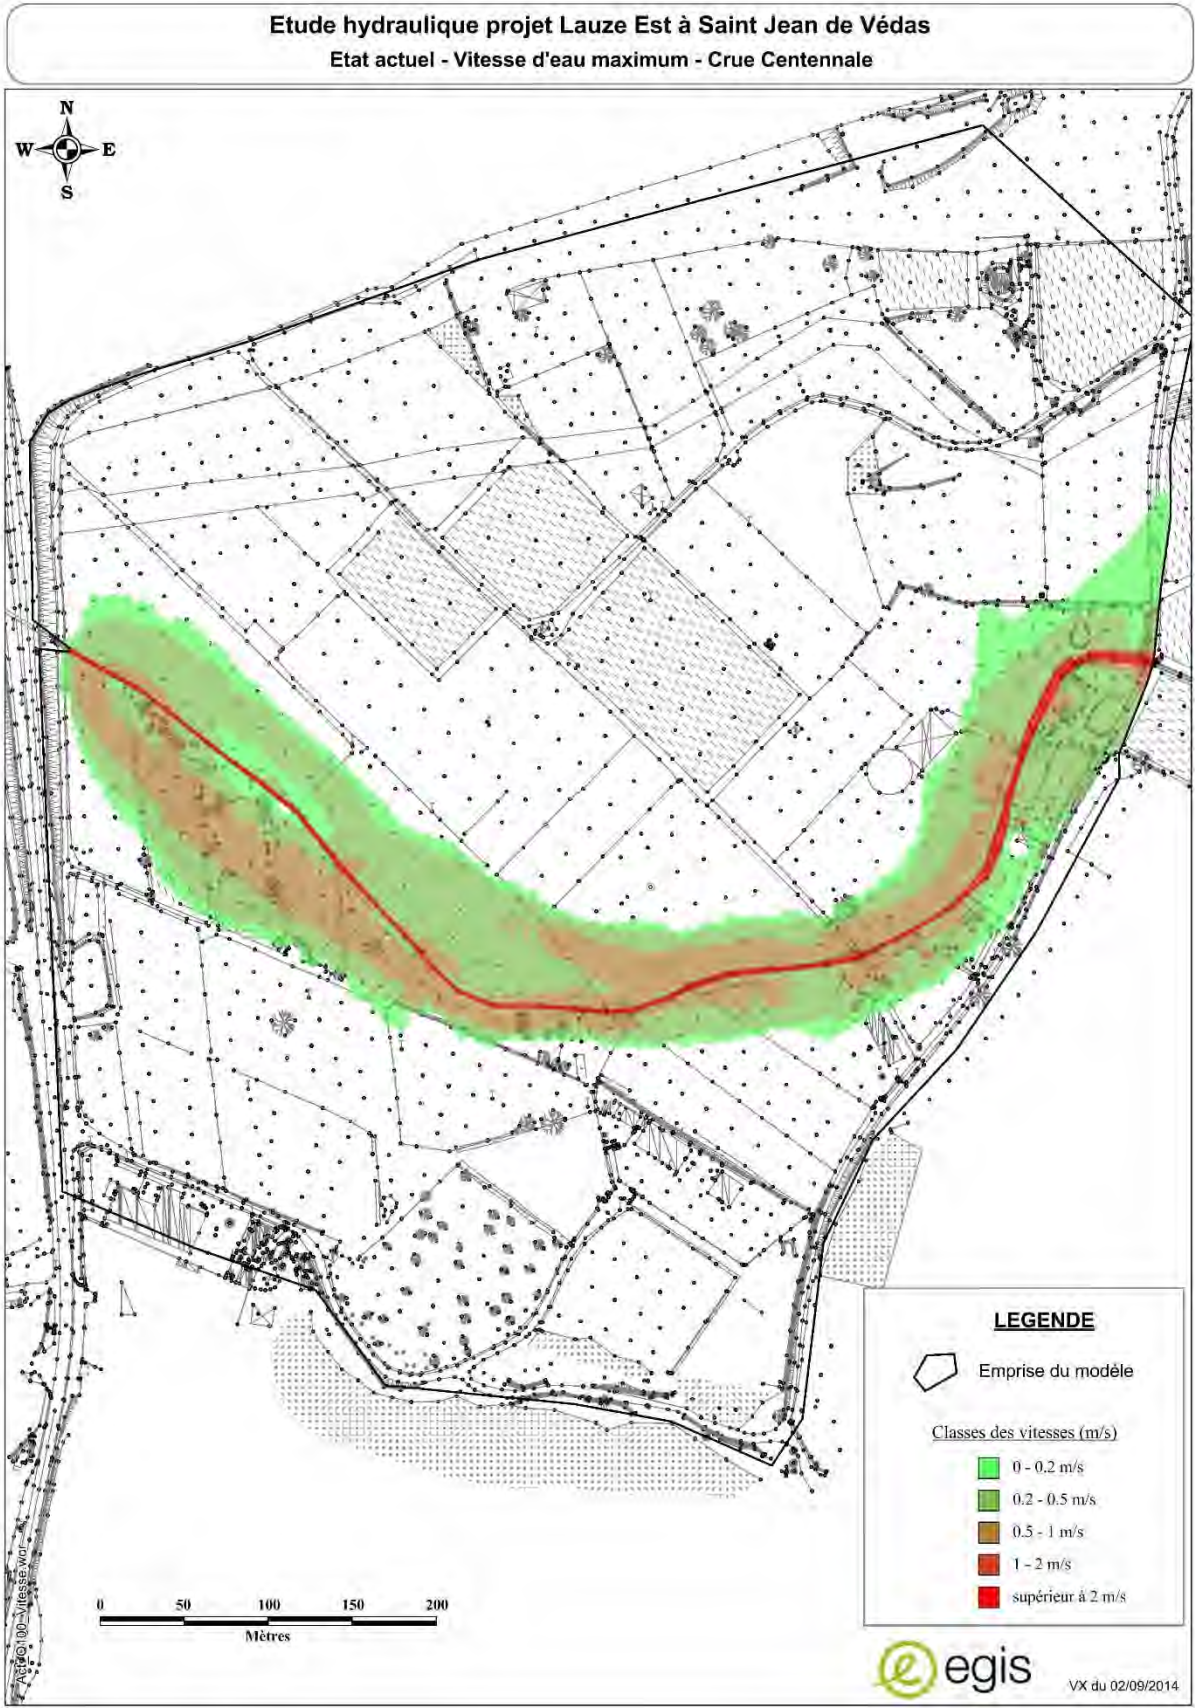 Etude hydraulique projet Lauze Est à Saint Jean de Védas
Etat actuel - Vitesse d'eau maximum - Crue Centennale
N
W E
S
LEGENDE
Emprise du modèle
Classes des vitesses (m/s)
0 - 0.2 m/s
0.2 - 0.5 m/s
0.5 - 1 m/s
1 - 2 m/s
supérieur à 2 m/s
0 50 100 150 200
Mètres
egis
VX du 02/09/2014